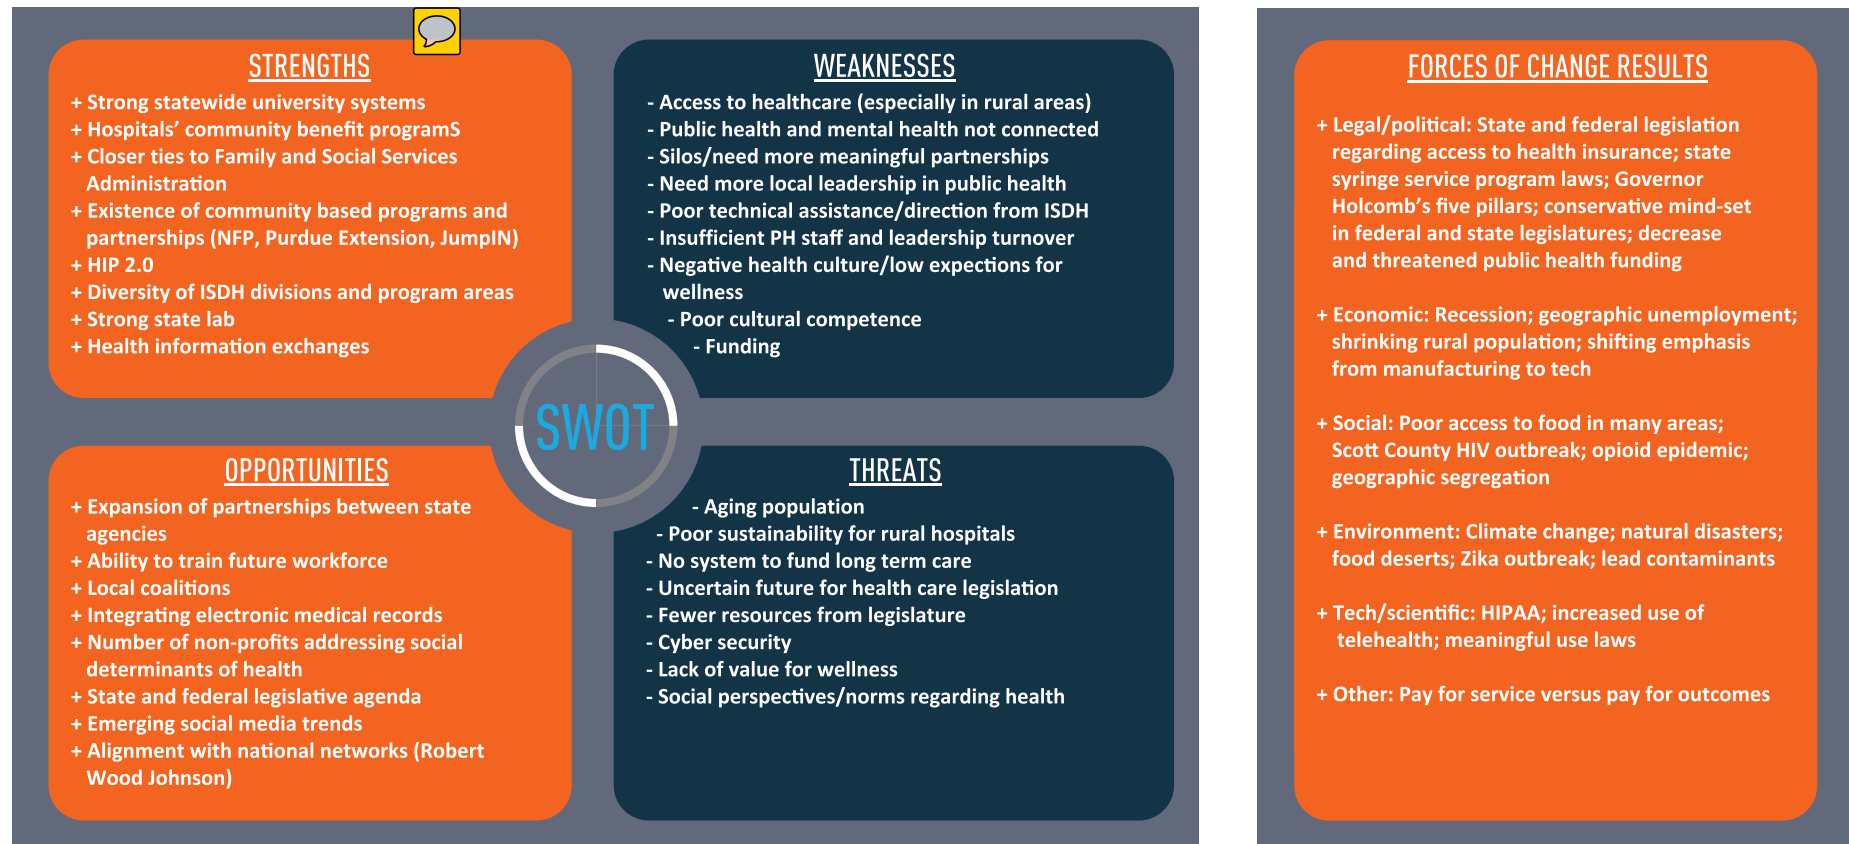 STRENGTHS
+ Strong statewide university systems
+ Hospitals’ community benefit programS
+ Closer ties to Family and Social Services
Administration
+ Existence of community based programs and
partnerships (NFP, Purdue Extension, JumpIN)
+ HIP 2.0
+ Diversity of ISDH divisions and program areas
+ Strong state lab
+ Health information exchanges
WEAKNESSES
- Access to healthcare (especially in rural areas)
- Public health and mental health not connected
- Silos/need more meaningful partnerships
- Need more local leadership in public health
- Poor technical assistance/direction from ISDH
- Insufficient PH staff and leadership turnover
- Negative health culture/low expections for
wellness
- Poor cultural competence
- Funding
SWOT
OPPORTUNITIES
+ Expansion of partnerships between state
agencies
+ Ability to train future workforce
+ Local coalitions
+ Integrating electronic medical records
+ Number of non-profits addressing social
determinants of health
+ State and federal legislative agenda
+ Emerging social media trends
+ Alignment with national networks (Robert
Wood Johnson)
THREATS
- Aging population
- Poor sustainability for rural hospitals
- No system to fund long term care
- Uncertain future for health care legislation
- Fewer resources from legislature
- Cyber security
- Lack of value for wellness
- Social perspectives/norms regarding health
FORCES OF CHANGE RESULTS
+ Legal/political: State and federal legislation
regarding access to health insurance; state
syringe service program laws; Governor
Holcomb’s five pillars; conservative mind-set
in federal and state legislatures; decrease
and threatened public health funding
+ Economic: Recession; geographic unemployment;
shrinking rural population; shifting emphasis
from manufacturing to tech
+ Social: Poor access to food in many areas;
Scott County HIV outbreak; opioid epidemic;
geographic segregation
+ Environment: Climate change; natural disasters;
food deserts; Zika outbreak; lead contaminants
+ Tech/scientific: HIPAA; increased use of
telehealth; meaningful use laws
+ Other: Pay for service versus pay for outcomes